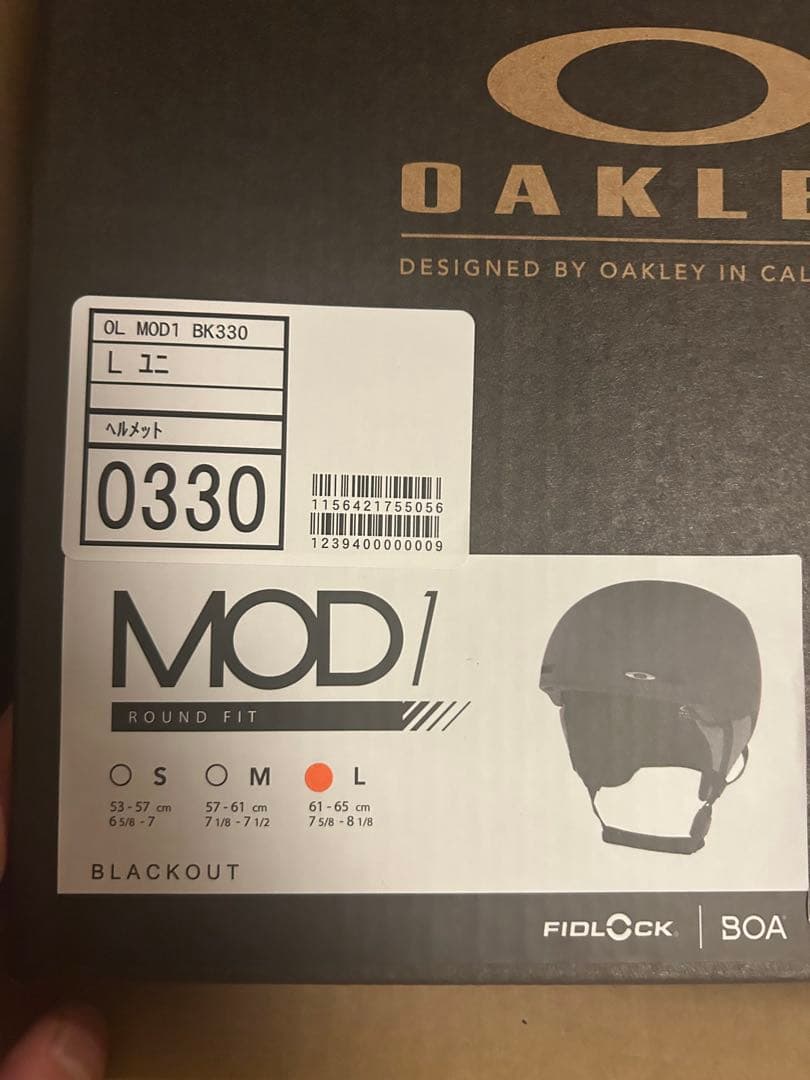 OAKLE
DESIGNED BY OAKLEY IN CAL
OL MOD1 BK330
L ユニ
ヘルメット
0330
1156421755056
1239400000009
MOD1
ROUND FIT
S M L
53-57 cm 57-61 cm 61-65 cm
6 5/8 - 7 7 1/8 - 7 1/2 7 5/8 - 8 1/8
BLACKOUT
FIDLOCK BOA